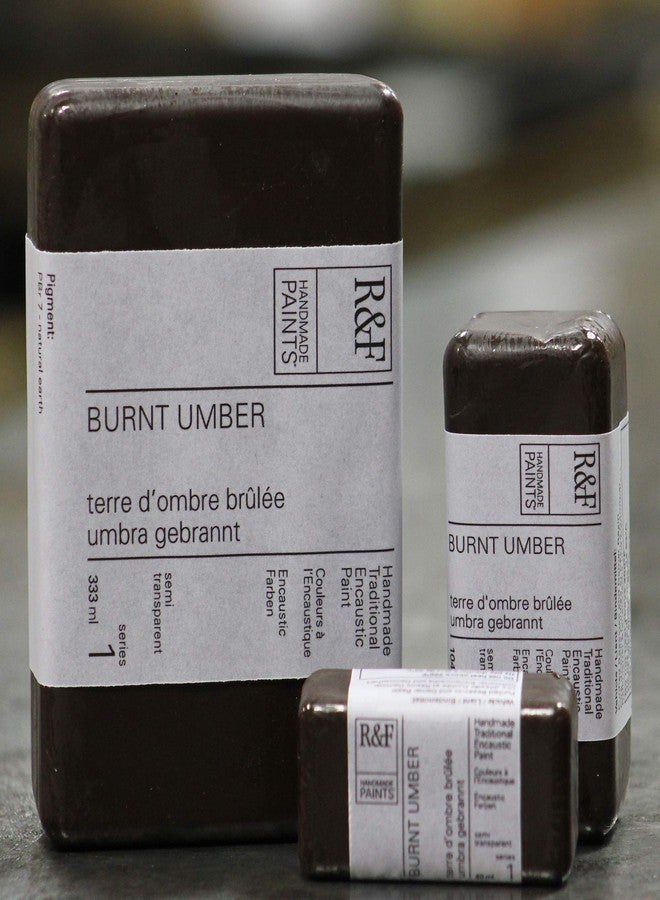 Pigment:
PBr 7 - natural earth
R&F
HANDMADE
PAINTS
BURNT UMBER
terre d'ombre brûlée
umbra gebrannt
Handmade
Traditional
Encaustic
Paint
Couleurs à
l'Encaustique
Encaustic
Farben
semi
transparent
series
1
333 ml
R&F
HANDMADE
PAINTS
BURNT UMBER
terre d'ombre brûlée
umbra gebrannt
Handmade
Traditional
Encaustic
R&F
HANDMADE
PAINTS
BURNT UMBER
terre d'ombre brûlée
umbra gebrannt
Handmade
Traditional
Encaustic
Paint
Couleurs à
l'Encaustique
Encaustic
Farben
semi
transparent
series
1